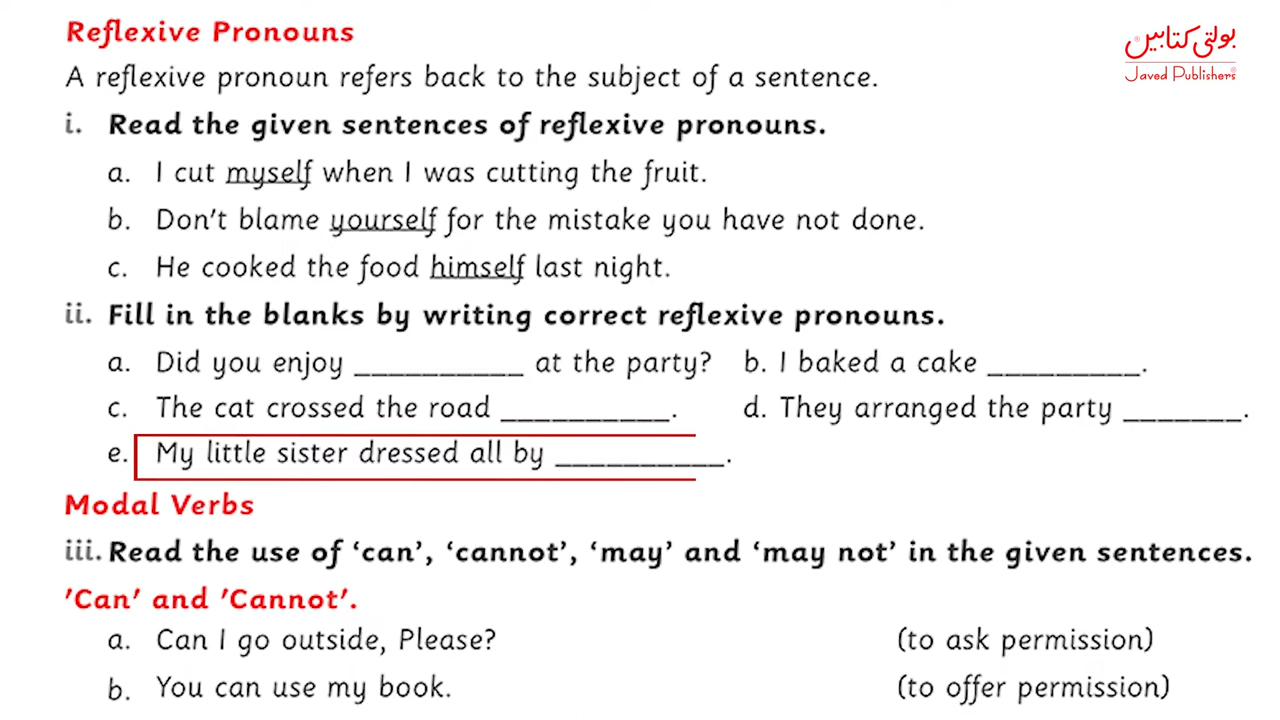 Reflexive Pronouns
بولتی کتابیں
Javed Publishers®
A reflexive pronoun refers back to the subject of a sentence.
i. Read the given sentences of reflexive pronouns.
a. I cut myself when I was cutting the fruit.
b. Don't blame yourself for the mistake you have not done.
c. He cooked the food himself last night.
ii. Fill in the blanks by writing correct reflexive pronouns.
a. Did you enjoy __________ at the party? b. I baked a cake _________.
c. The cat crossed the road __________. d. They arranged the party _______.
e. My little sister dressed all by __________.
Modal Verbs
iii. Read the use of ‘can’, ‘cannot’, ‘may’ and ‘may not’ in the given sentences.
'Can' and 'Cannot'.
a. Can I go outside, Please? (to ask permission)
b. You can use my book. (to offer permission)